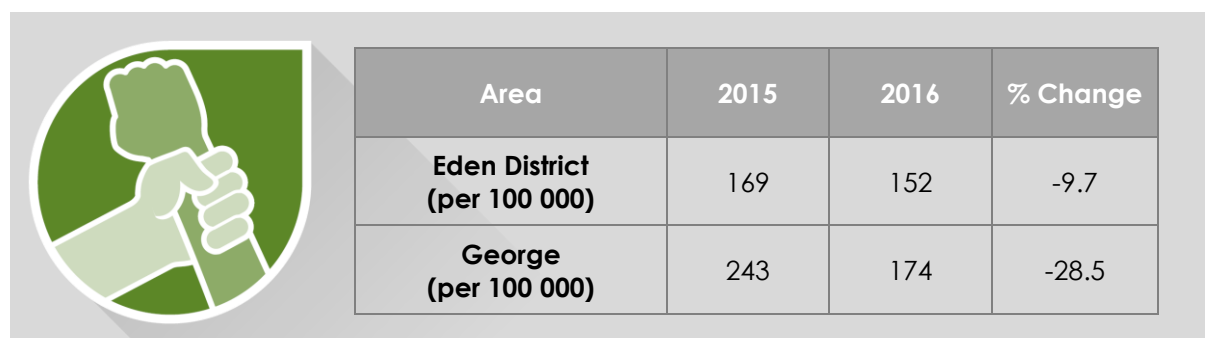 Area 2015 2016 % Change
Eden District
(per 100 000) 169 152 -9.7
George
(per 100 000) 243 174 -28.5